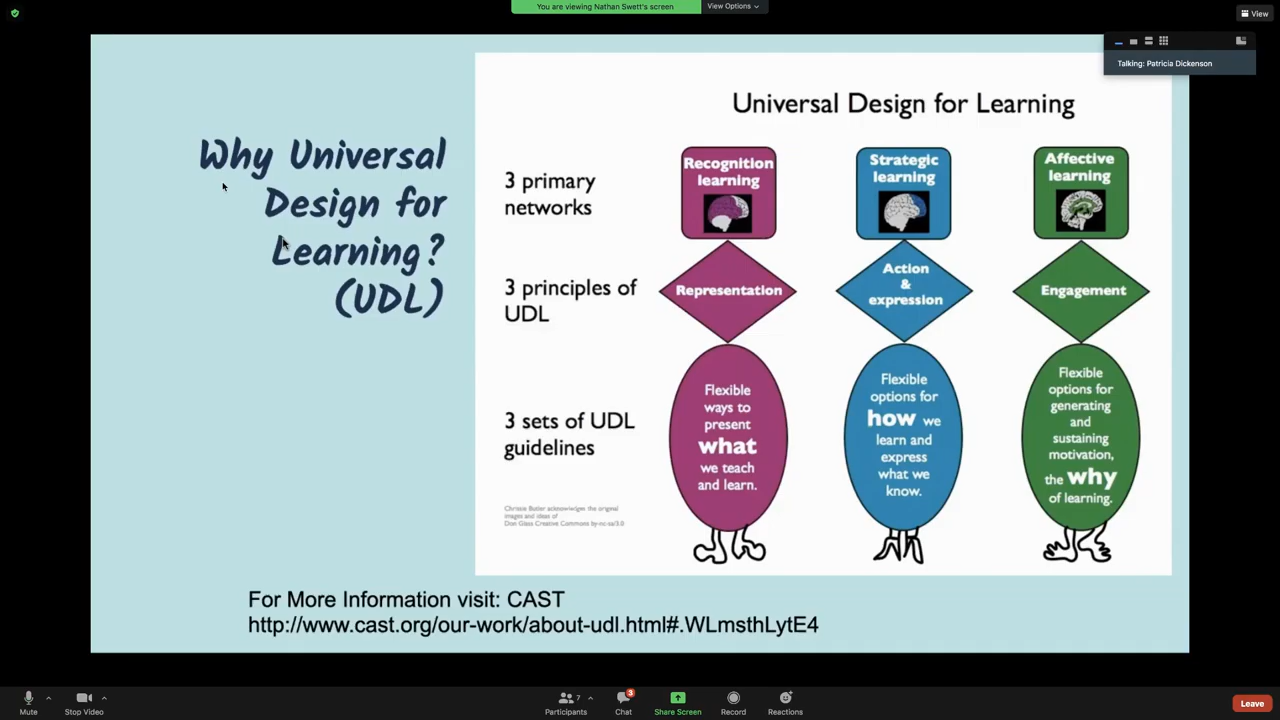 You are viewing Nathan Swett's screen
View Options
View
Talking: Patricia Dickenson
Why Universal
Design for
Learning?
(UDL)
Universal Design for Learning
3 primary
networks
Recognition
learning
Strategic
learning
Affective
learning
3 principles of
UDL
Representation
Action
&
expression
Engagement
3 sets of UDL
guidelines
Flexible
ways to
present
what
we teach
and learn.
Flexible
options for
how we
learn and
express
what we
know.
Flexible
options for
generating
and
sustaining
motivation,
the why
of learning.
Chrissie Butler acknowleges the original
images and ideas of
Don Glass Creative Commons by-nc-sa/3.0
For More Information visit: CAST
http://www.cast.org/our-work/about-udl.html#.WLmsthLytE4
Mute
Stop Video
7
Participants
3
Chat
Share Screen
Record
Reactions
Leave